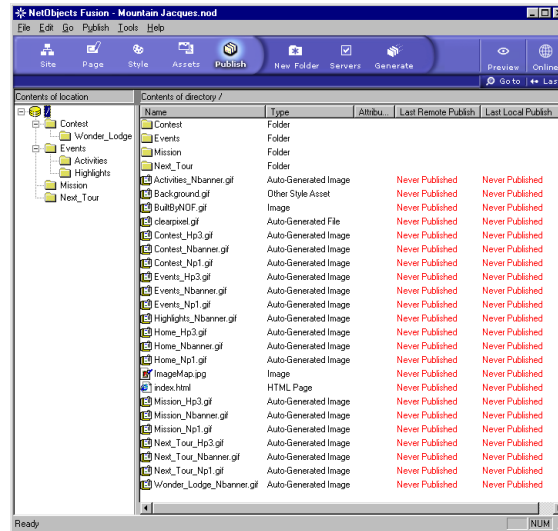 NetObjects Fusion - Mountain Jacques.nod
File Edit Go Publish Tools Help
Site Page Style Assets Publish New Folder Servers Generate Preview Online
Go to Las
Contents of location Contents of directory /
/
Contest
Wonder_Lodge
Events
Activities
Highlights
Mission
Next_Tour
Name Type Attribu... Last Remote Publish Last Local Publish
Contest Folder
Events Folder
Mission Folder
Next_Tour Folder
Activities_Nbanner.gif Auto-Generated Image Never Published Never Published
Background.gif Other Style Asset Never Published Never Published
BuiltByNOF.gif Image Never Published Never Published
clearpixel.gif Auto-Generated File Never Published Never Published
Contest_Hp3.gif Auto-Generated Image Never Published Never Published
Contest_Nbanner.gif Auto-Generated Image Never Published Never Published
Contest_Np1.gif Auto-Generated Image Never Published Never Published
Events_Hp3.gif Auto-Generated Image Never Published Never Published
Events_Nbanner.gif Auto-Generated Image Never Published Never Published
Events_Np1.gif Auto-Generated Image Never Published Never Published
Highlights_Nbanner.gif Auto-Generated Image Never Published Never Published
Home_Hp3.gif Auto-Generated Image Never Published Never Published
Home_Nbanner.gif Auto-Generated Image Never Published Never Published
Home_Np1.gif Auto-Generated Image Never Published Never Published
ImageMap.jpg Image Never Published Never Published
index.html HTML Page Never Published Never Published
Mission_Hp3.gif Auto-Generated Image Never Published Never Published
Mission_Nbanner.gif Auto-Generated Image Never Published Never Published
Mission_Np1.gif Auto-Generated Image Never Published Never Published
Next_Tour_Hp3.gif Auto-Generated Image Never Published Never Published
Next_Tour_Nbanner.gif Auto-Generated Image Never Published Never Published
Next_Tour_Np1.gif Auto-Generated Image Never Published Never Published
Wonder_Lodge_Nbanner.gif Auto-Generated Image Never Published Never Published
Ready NUM